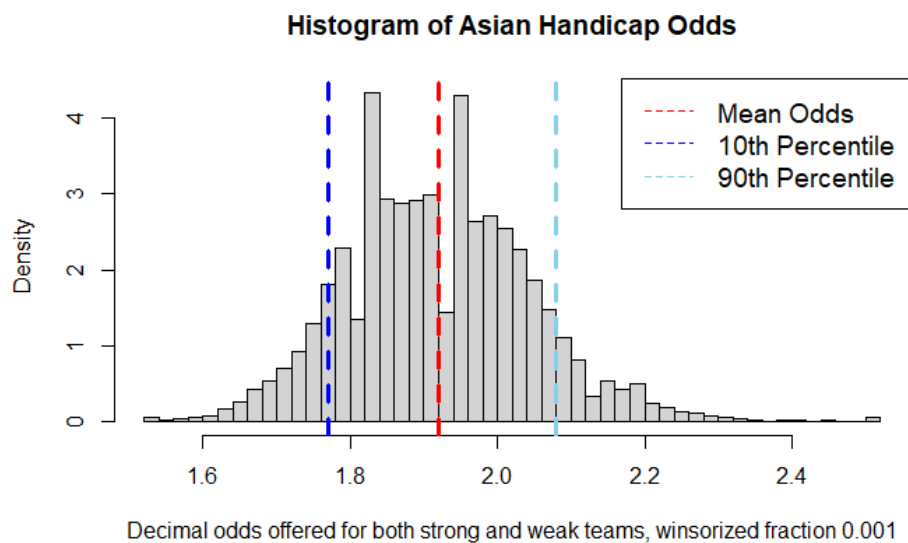 Histogram of Asian Handicap Odds
Mean Odds
10th Percentile
90th Percentile
Density
4
3
2
1
0
1.6 1.8 2.0 2.2 2.4
Decimal odds offered for both strong and weak teams, winsorized fraction 0.001